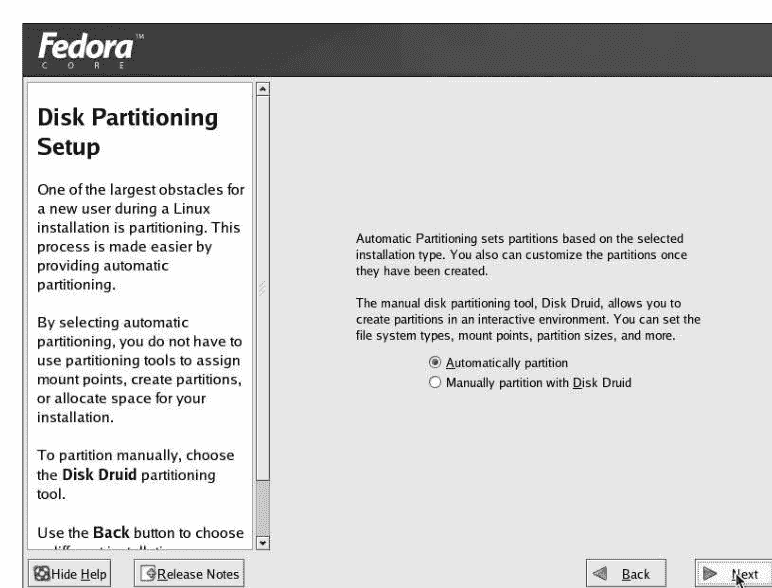 Fedora™
CORE
Disk Partitioning
Setup
One of the largest obstacles for
a new user during a Linux
installation is partitioning. This
process is made easier by
providing automatic
partitioning.
By selecting automatic
partitioning, you do not have to
use partitioning tools to assign
mount points, create partitions,
or allocate space for your
installation.
To partition manually, choose
the Disk Druid partitioning
tool.
Use the Back button to choose
Automatic Partitioning sets partitions based on the selected
installation type. You also can customize the partitions once
they have been created.
The manual disk partitioning tool, Disk Druid, allows you to
create partitions in an interactive environment. You can set the
file system types, mount points, partition sizes, and more.
Automatically partition
Manually partition with Disk Druid
Hide Help
Release Notes
Back
Next